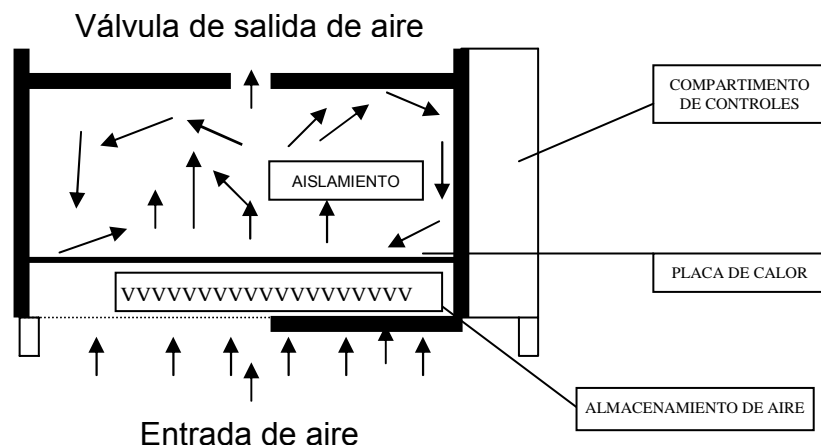 Válvula de salida de aire
COMPARTIMENTO
DE CONTROLES
AISLAMIENTO
PLACA DE CALOR
VVVVVVVVVVVVVVVVVVV
ALMACENAMIENTO DE AIRE
Entrada de aire